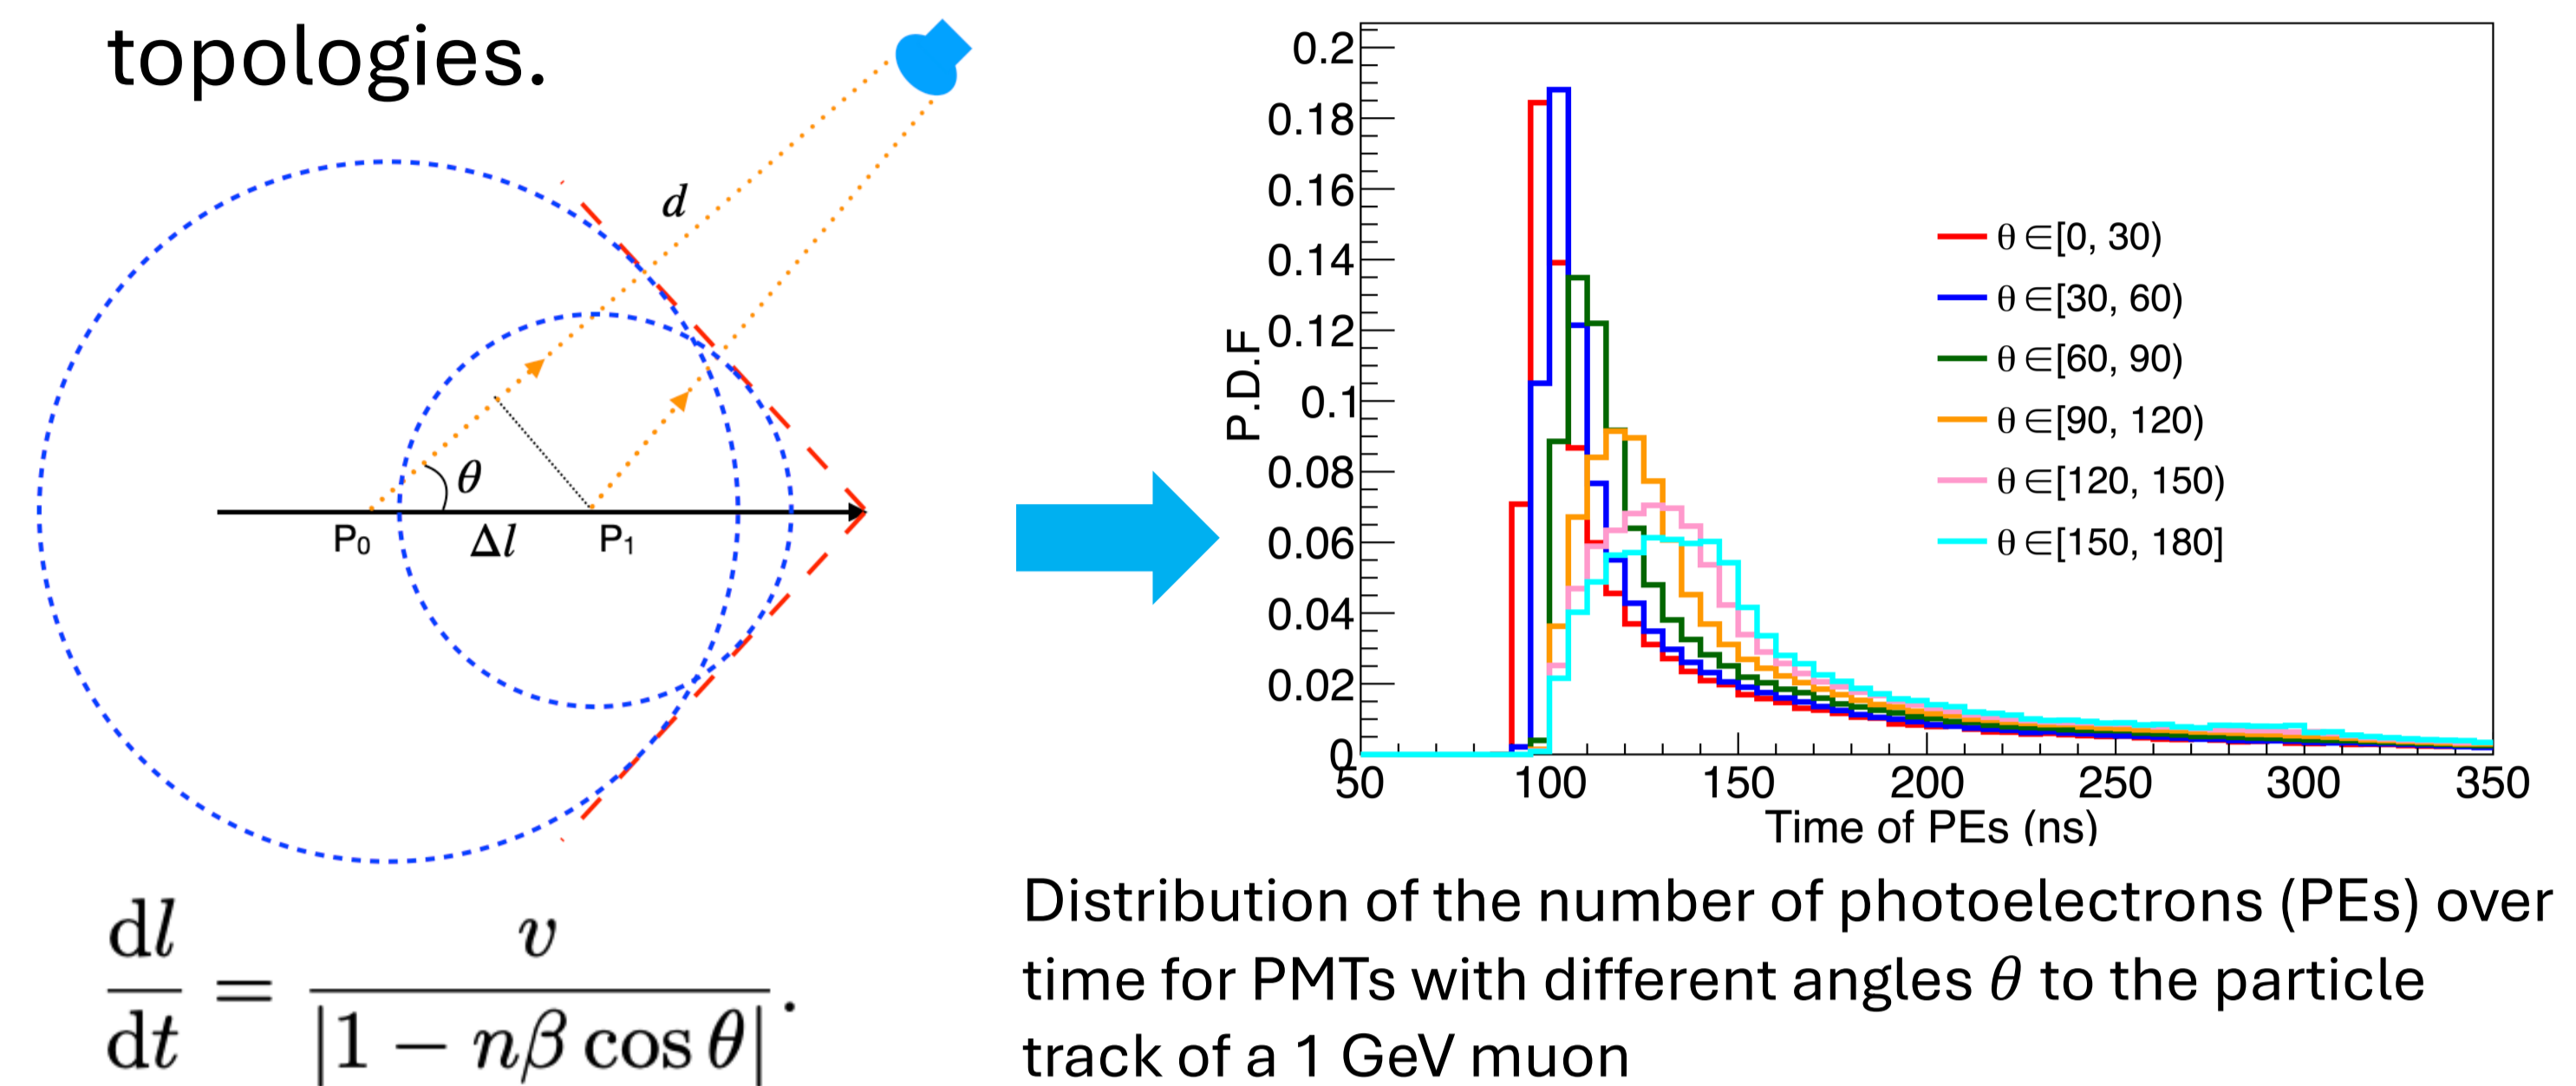 topologies.
d
θ
P₀ Δl P₁
dl/dt = v/|1 − nβ cos θ|.
P.D.F
0.2
0.18
0.16
0.14
0.12
0.1
0.08
0.06
0.04
0.02
0
50 100 150 200 250 300 350
Time of PEs (ns)
θ ∈[0, 30)
θ ∈[30, 60)
θ ∈[60, 90)
θ ∈[90, 120)
θ ∈[120, 150)
θ ∈[150, 180]
Distribution of the number of photoelectrons (PEs) over
time for PMTs with different angles θ to the particle
track of a 1 GeV muon